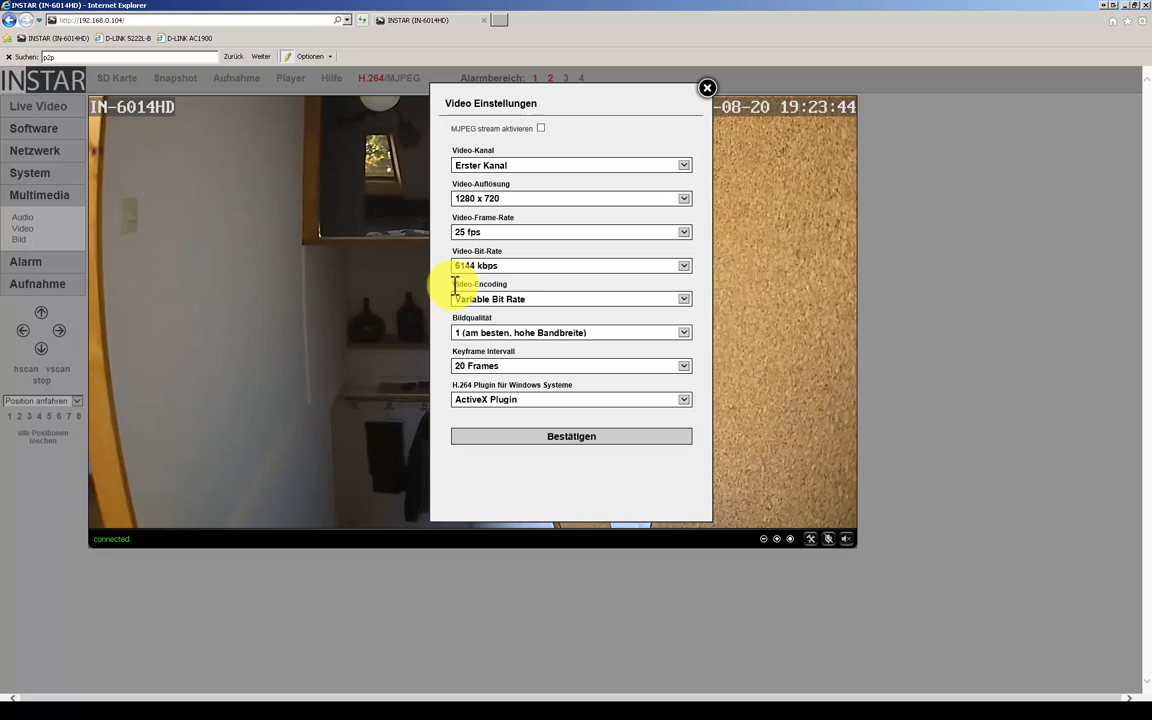 INSTAR (IN-6014HD) - Internet Explorer
http://192.168.0.104/
INSTAR (IN-6014HD)
INSTAR (IN-6014HD) D-LINK 5222L-B D-LINK AC1900
Suchen: p2p Zurück Weiter Optionen
INSTAR SD Karte Snapshot Aufnahme Player Hilfe H.264/MJPEG Alarmbereich: 1 2 3 4
Live Video
Software
Netzwerk
System
Multimedia
Audio
Video
Bild
Alarm
Aufnahme
hscan vscan
stop
Position anfahren
1 2 3 4 5 6 7 8
alle Positionen
löschen
IN-6014HD
-08-20 19:23:44
Video Einstellungen
MJPEG stream aktivieren
Video-Kanal
Erster Kanal
Video-Auflösung
1280 x 720
Video-Frame-Rate
25 fps
Video-Bit-Rate
6144 kbps
Video-Encoding
Variable Bit Rate
Bildqualität
1 (am besten, hohe Bandbreite)
Keyframe Intervall
20 Frames
H.264 Plugin für Windows Systeme
ActiveX Plugin
Bestätigen
connected